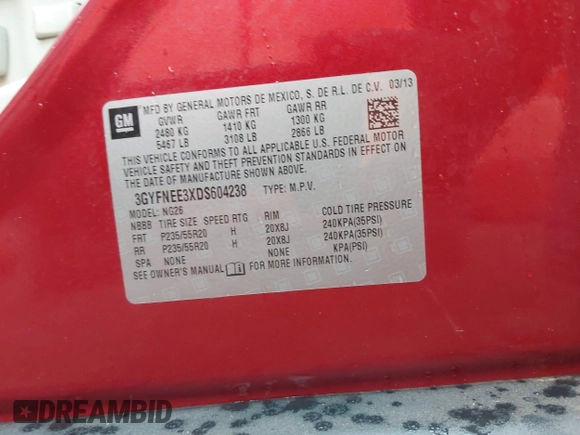 GM
MFD BY GENERAL MOTORS DE MEXICO, S. DE R.L. DE C.V. 03/13
GVWR GAWR FRT GAWR RR
2480 KG 1410 KG 1300 KG
5467 LB 3108 LB 2866 LB
THIS VEHICLE CONFORMS TO ALL APPLICABLE U.S. FEDERAL MOTOR
VEHICLE SAFETY AND THEFT PREVENTION STANDARDS IN EFFECT ON
THE DATE OF MANUFACTURE SHOWN ABOVE.
3GYFNEE3XDS604238 TYPE: M.P.V.
MODEL: NG26
NBBB TIRE SIZE SPEED RTG RIM COLD TIRE PRESSURE
FRT P235/55R20 H 20X8J 240KPA(35PSI)
RR P235/55R20 H 20X8J 240KPA(35PSI)
SPA NONE NONE KPA(PSI)
SEE OWNER'S MANUAL FOR MORE INFORMATION.
DREAMBID